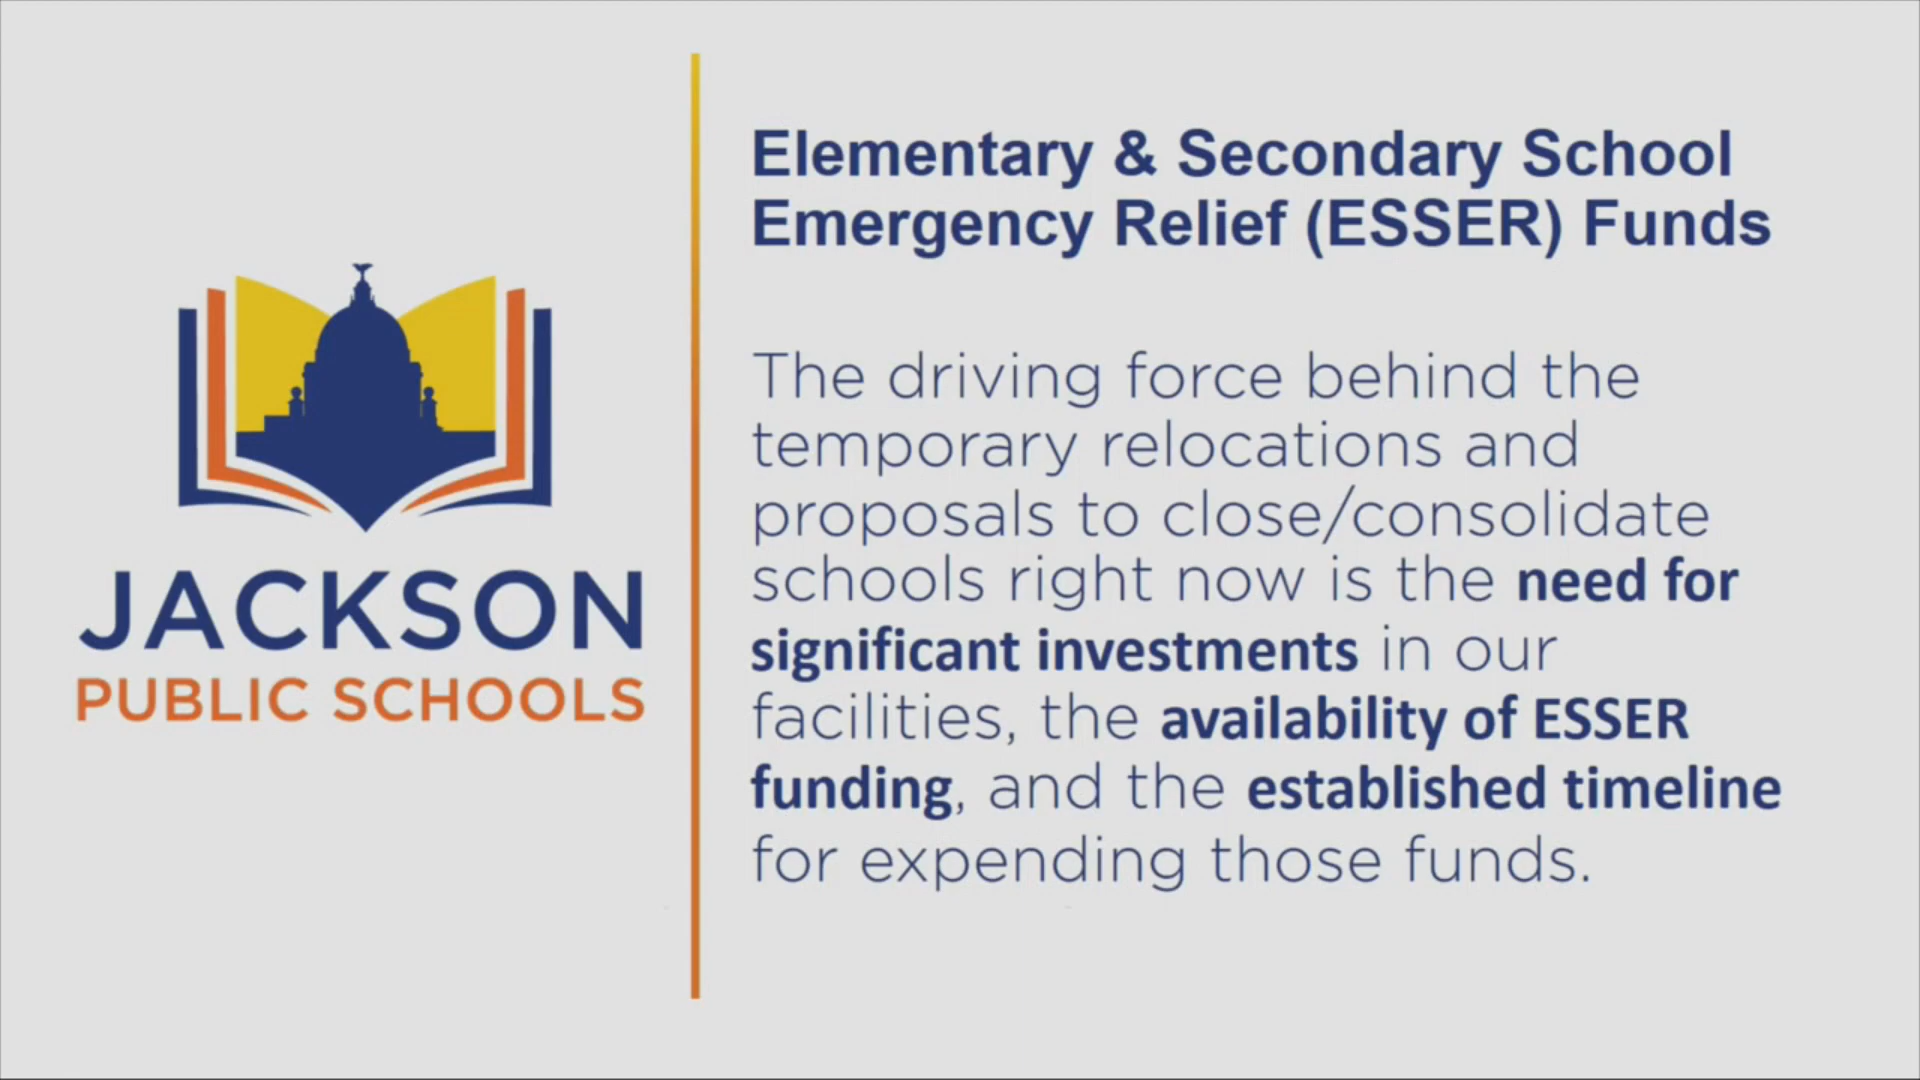 JACKSON
PUBLIC SCHOOLS
Elementary & Secondary School
Emergency Relief (ESSER) Funds
The driving force behind the
temporary relocations and
proposals to close/consolidate
schools right now is the need for
significant investments in our
facilities, the availability of ESSER
funding, and the established timeline
for expending those funds.